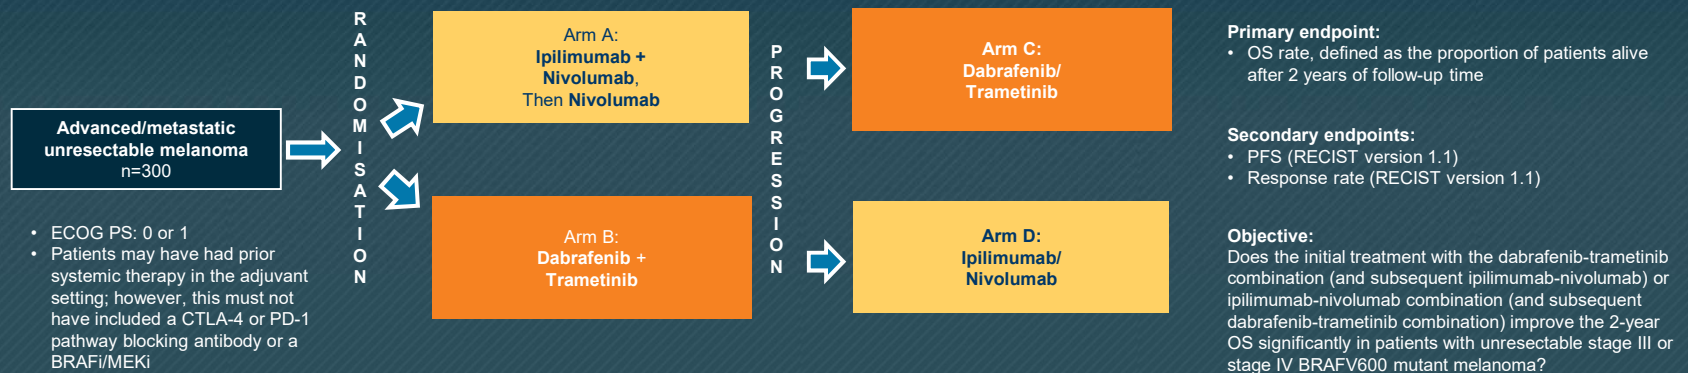 Advanced/metastatic
unresectable melanoma
n=300
• ECOG PS: 0 or 1
• Patients may have had prior
systemic therapy in the adjuvant
setting; however, this must not
have included a CTLA-4 or PD-1
pathway blocking antibody or a
BRAFi/MEKi
RANDOMISATION
Arm A:
Ipilimumab +
Nivolumab,
Then Nivolumab
Arm B:
Dabrafenib +
Trametinib
PROGRESSION
Arm C:
Dabrafenib/
Trametinib
Arm D:
Ipilimumab/
Nivolumab
Primary endpoint:
• OS rate, defined as the proportion of patients alive
after 2 years of follow-up time
Secondary endpoints:
• PFS (RECIST version 1.1)
• Response rate (RECIST version 1.1)
Objective:
Does the initial treatment with the dabrafenib-trametinib
combination (and subsequent ipilimumab-nivolumab) or
ipilimumab-nivolumab combination (and subsequent
dabrafenib-trametinib combination) improve the 2-year
OS significantly in patients with unresectable stage III or
stage IV BRAFV600 mutant melanoma?